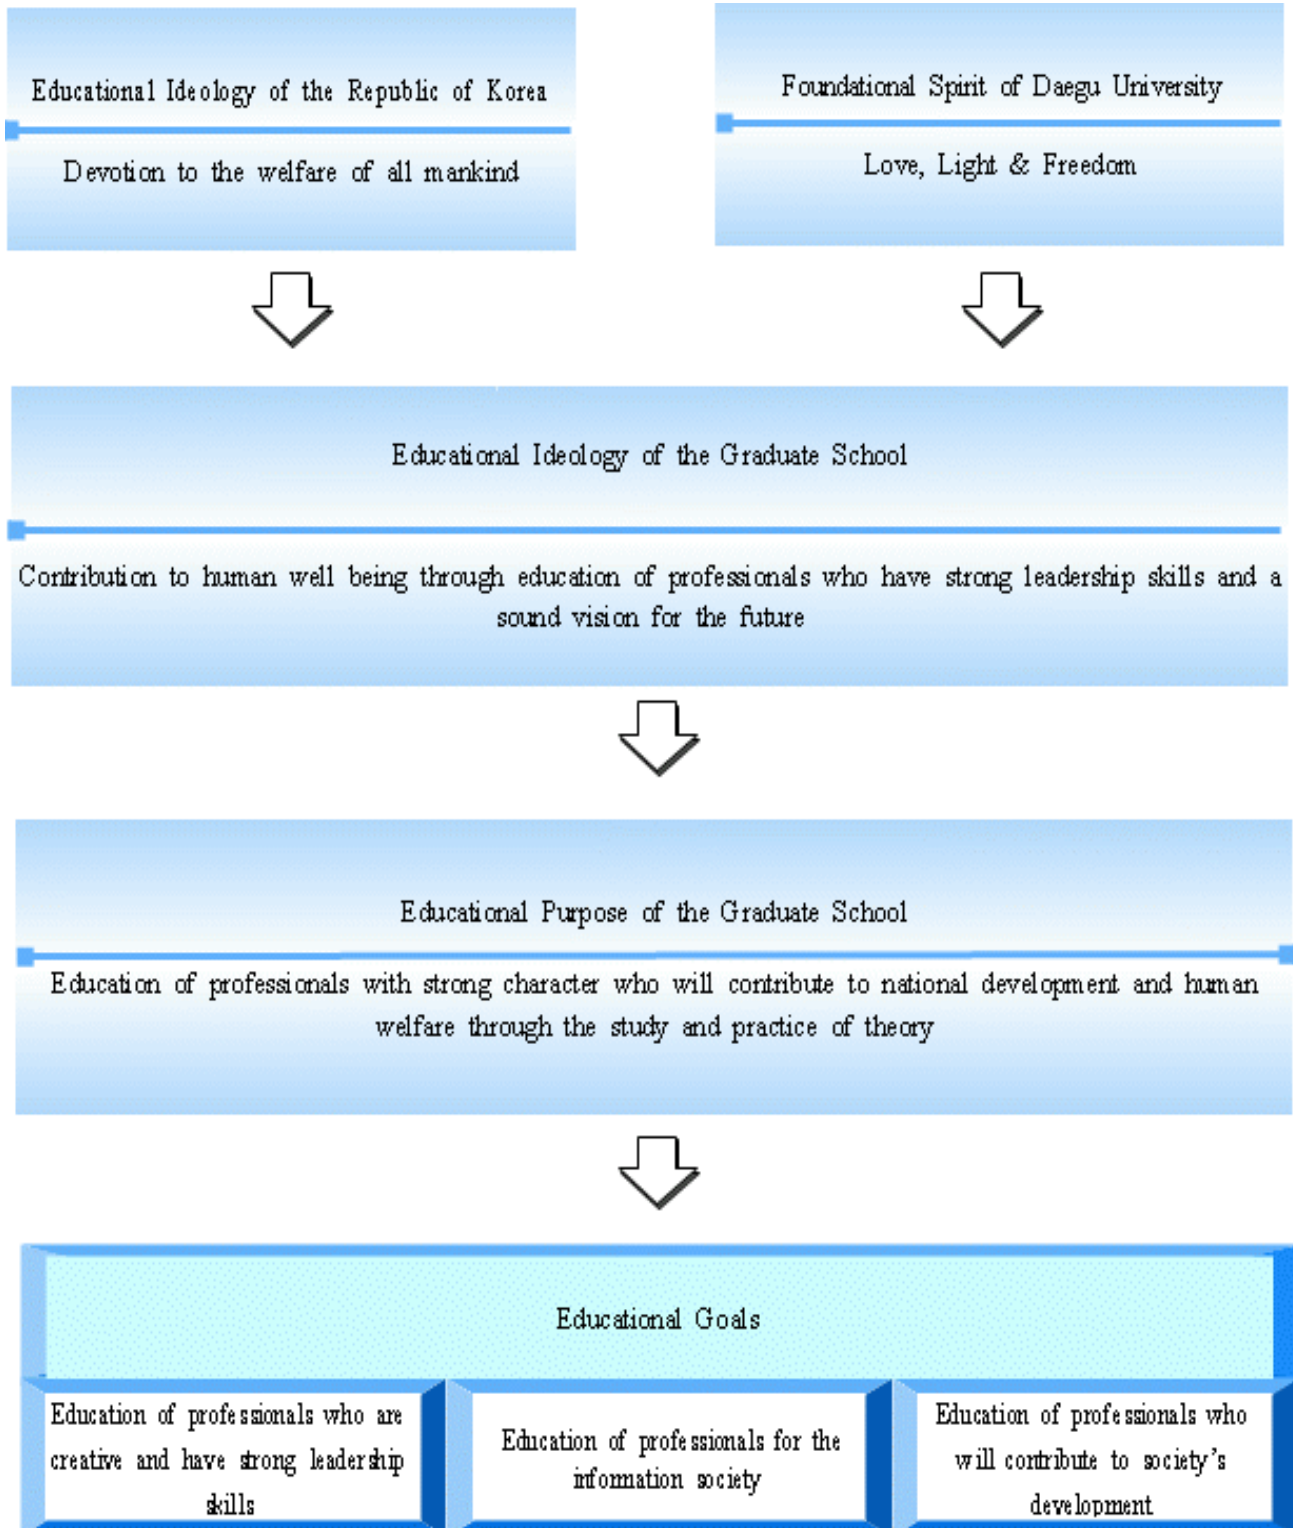 Educational Ideology of the Republic of Korea
Devotion to the welfare of all mankind
Foundational Spirit of Daegu University
Love, Light & Freedom
Educational Ideology of the Graduate School
Contribution to human well being through education of professionals who have strong leadership skills and a
sound vision for the future
Educational Purpose of the Graduate School
Education of professionals with strong character who will contribute to national development and human
welfare through the study and practice of theory
Educational Goals
Education of professionals who are
creative and have strong leadership
skills
Education of professionals for the
information society
Education of professionals who
will contribute to society's
development